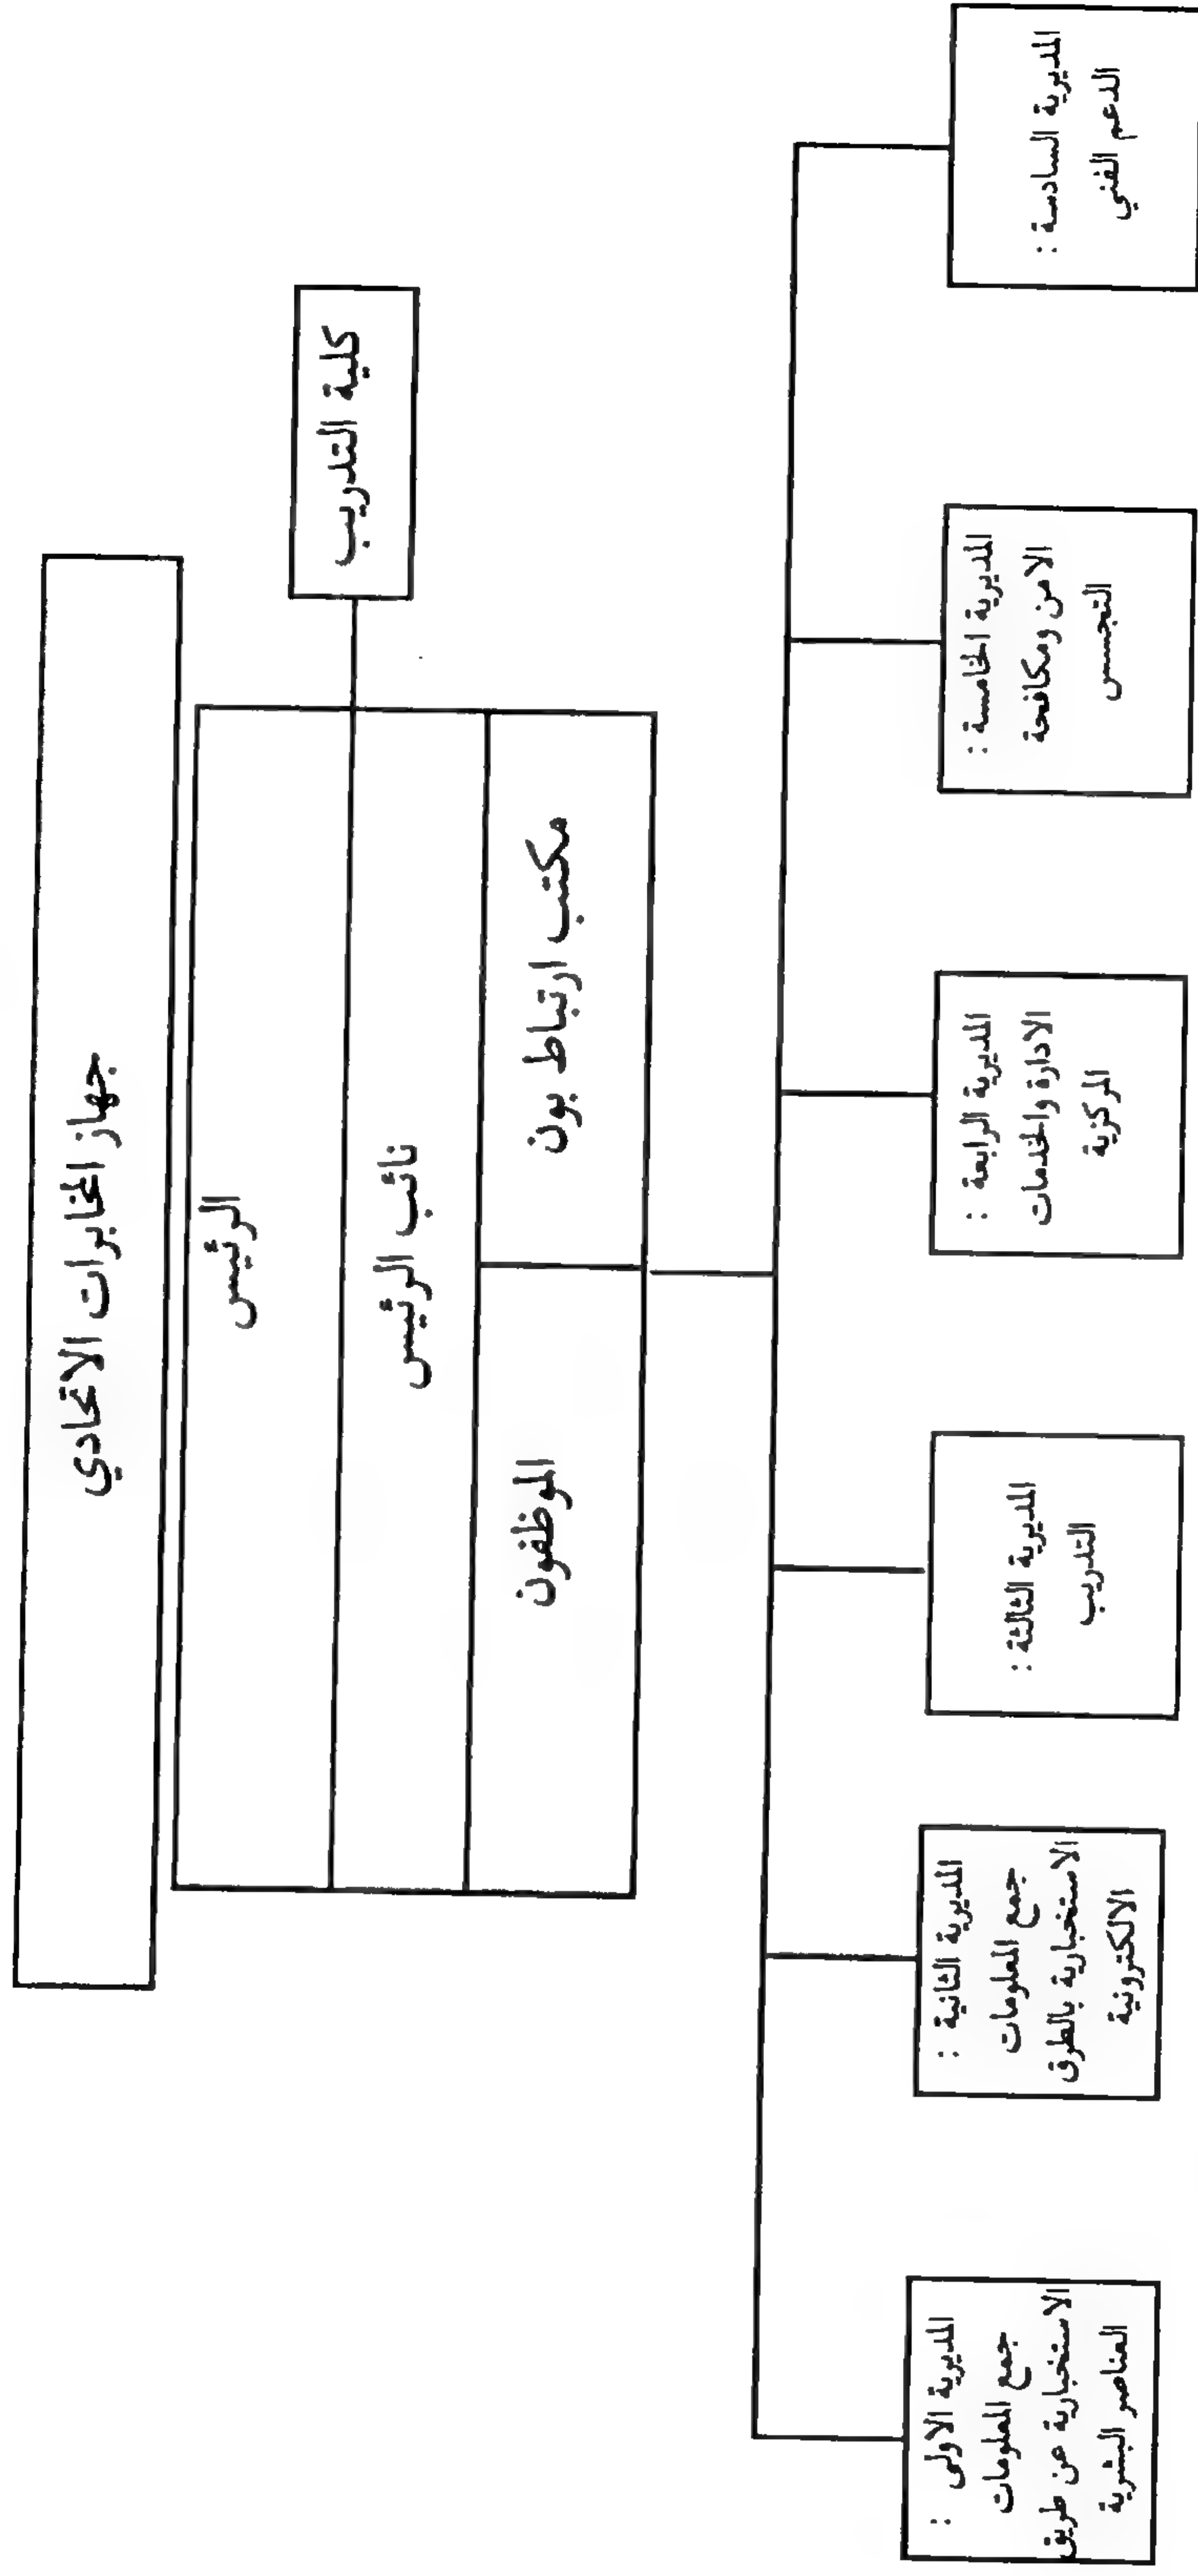 جهاز المخابرات الاتحادي
الرئيس
نائب الرئيس
كلية التدريب
مكتب ارتباط بون
الموظفون
المديرية السادسة :
الدعم الفني
المديرية الخامسة :
الامن ومكافحة
التجسس
المديرية الرابعة :
الادارة والخدمات
المركزية
المديرية الثالثة :
التدريب
المديرية الثانية :
جمع المعلومات
الاستخبارية بالطرق
الالكترونية
المديرية الاولى :
جمع المعلومات
الاستخبارية عن طريق
العناصر البشرية